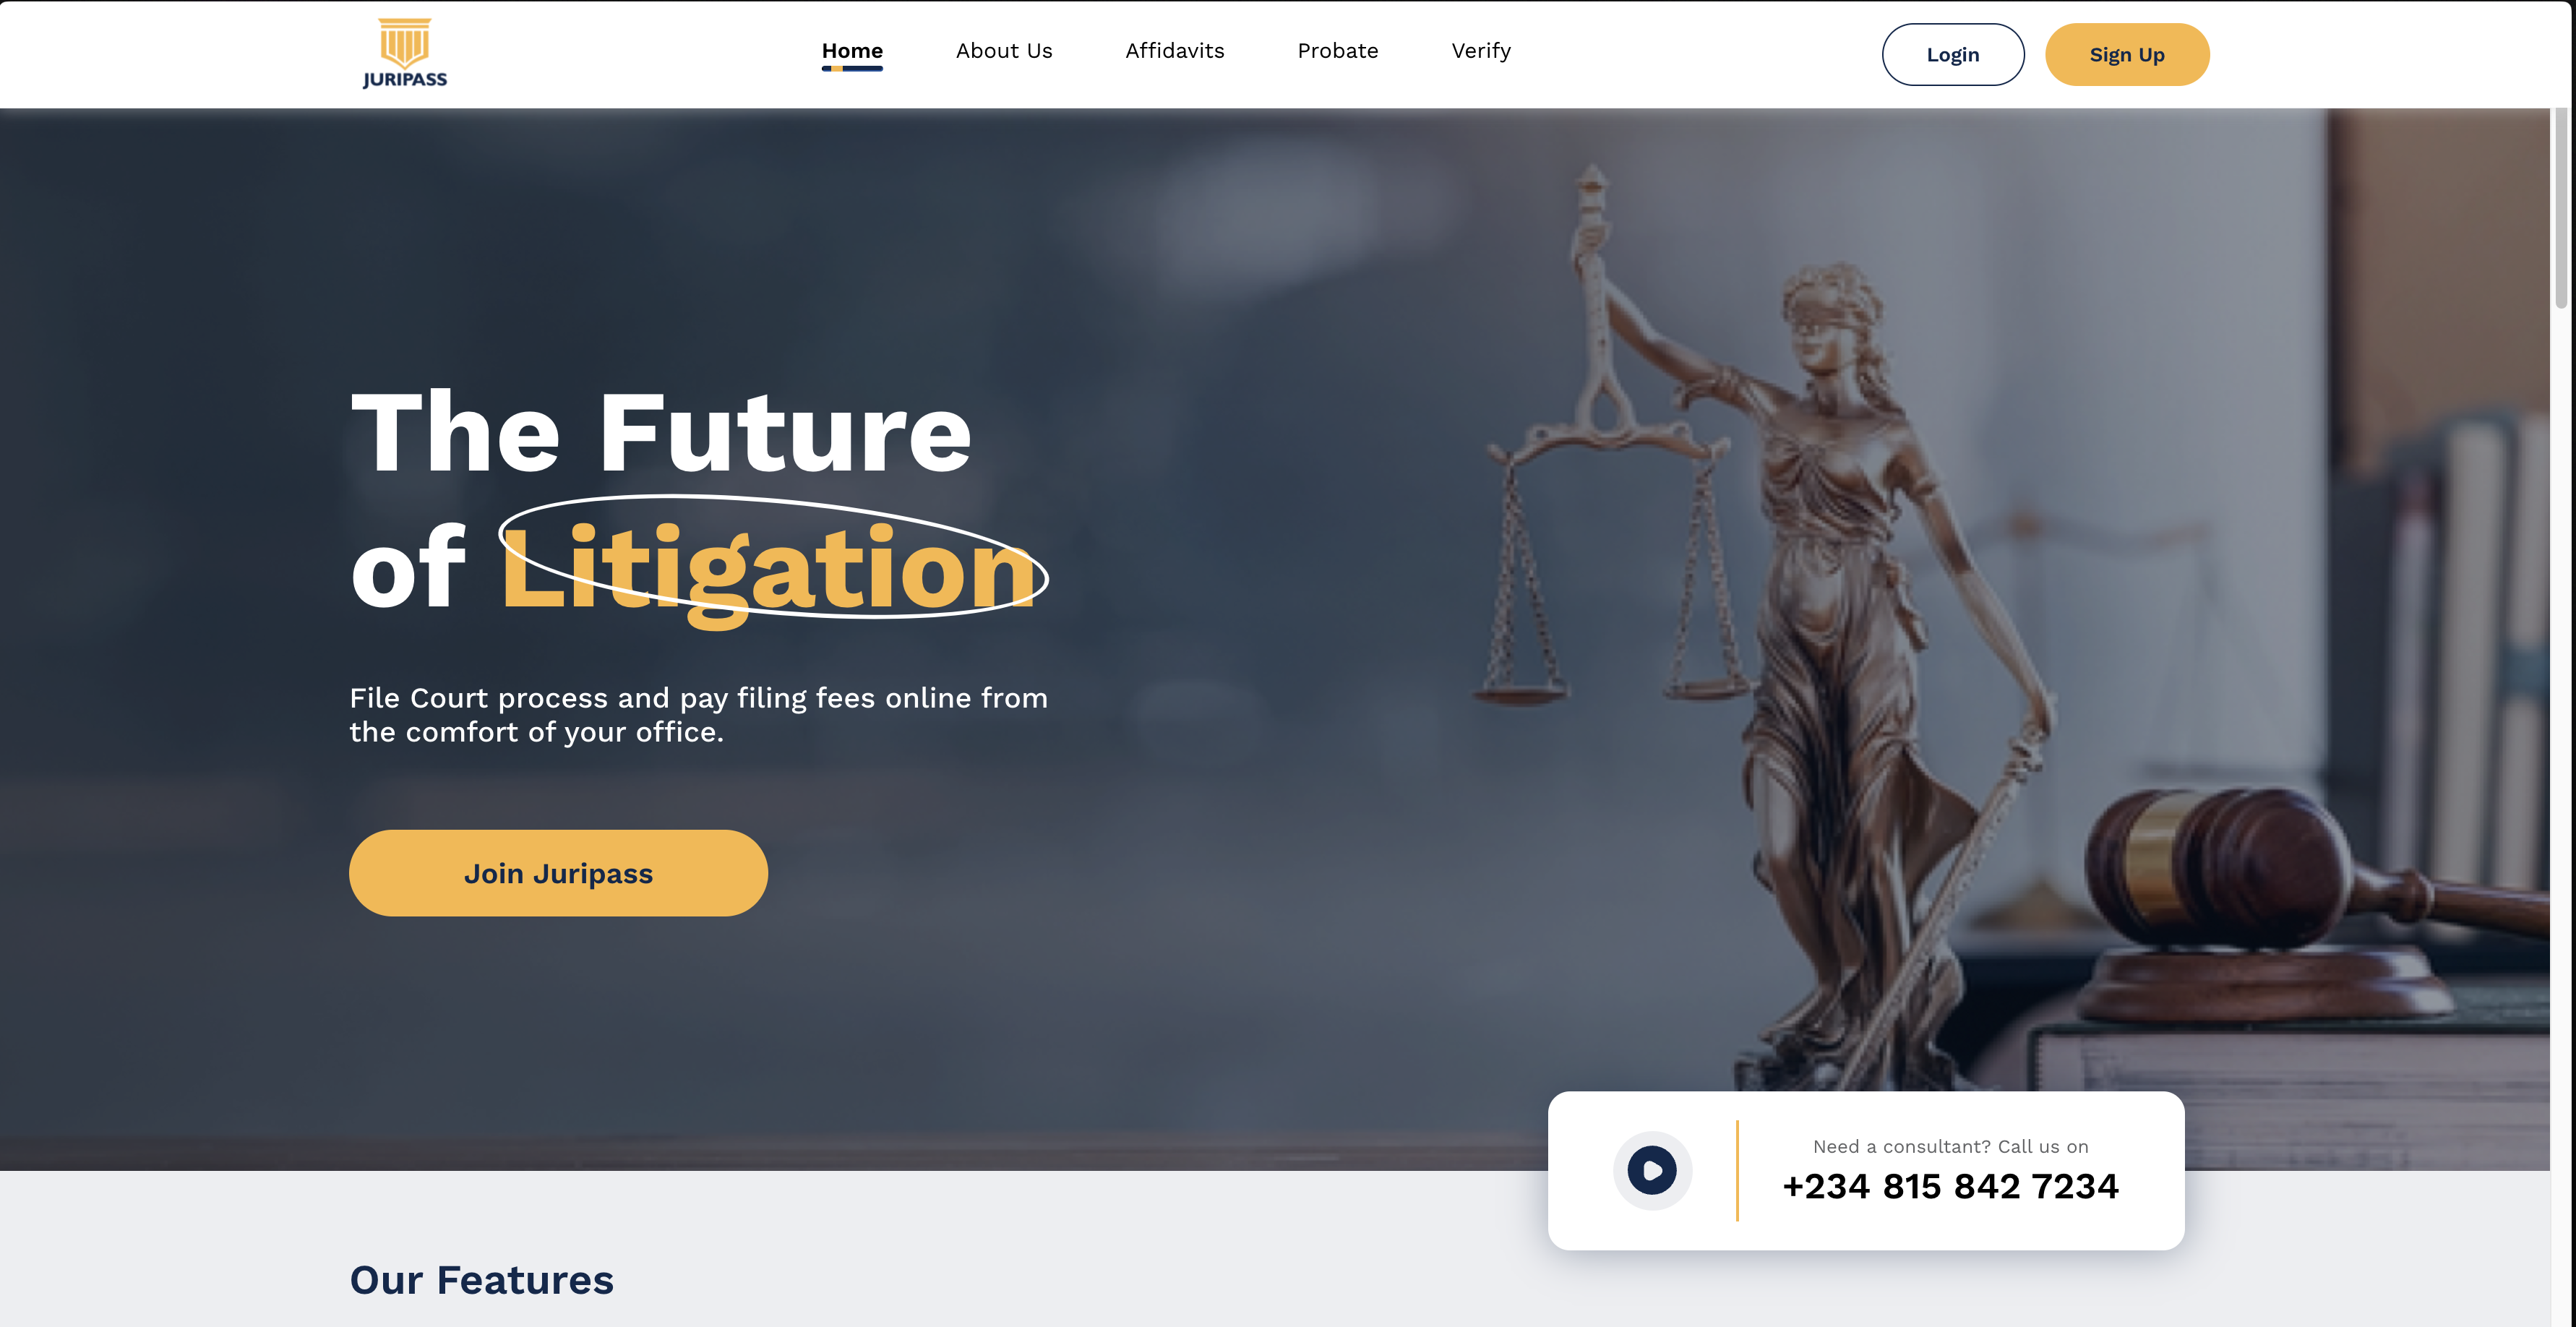 JURIPASS
Home
About Us
Affidavits
Probate
Verify
Login
Sign Up
The Future
of Litigation
File Court process and pay filing fees online from
the comfort of your office.
Join Juripass
Need a consultant? Call us on
+234 815 842 7234
Our Features